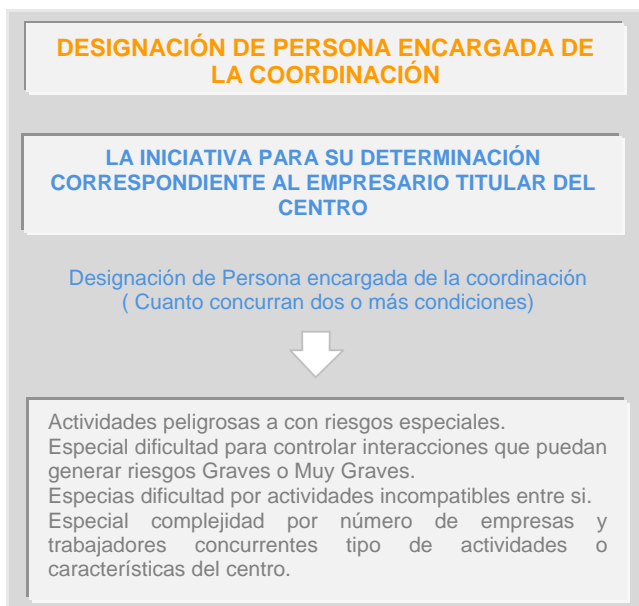 DESIGNACIÓN DE PERSONA ENCARGADA DE
LA COORDINACIÓN
LA INICIATIVA PARA SU DETERMINACIÓN
CORRESPONDIENTE AL EMPRESARIO TITULAR DEL
CENTRO
Designación de Persona encargada de la coordinación
( Cuanto concurran dos o más condiciones)
Actividades peligrosas a con riesgos especiales.
Especial dificultad para controlar interacciones que puedan
generar riesgos Graves o Muy Graves.
Especias dificultad por actividades incompatibles entre si.
Especial complejidad por número de empresas y
trabajadores concurrentes tipo de actividades o
características del centro.